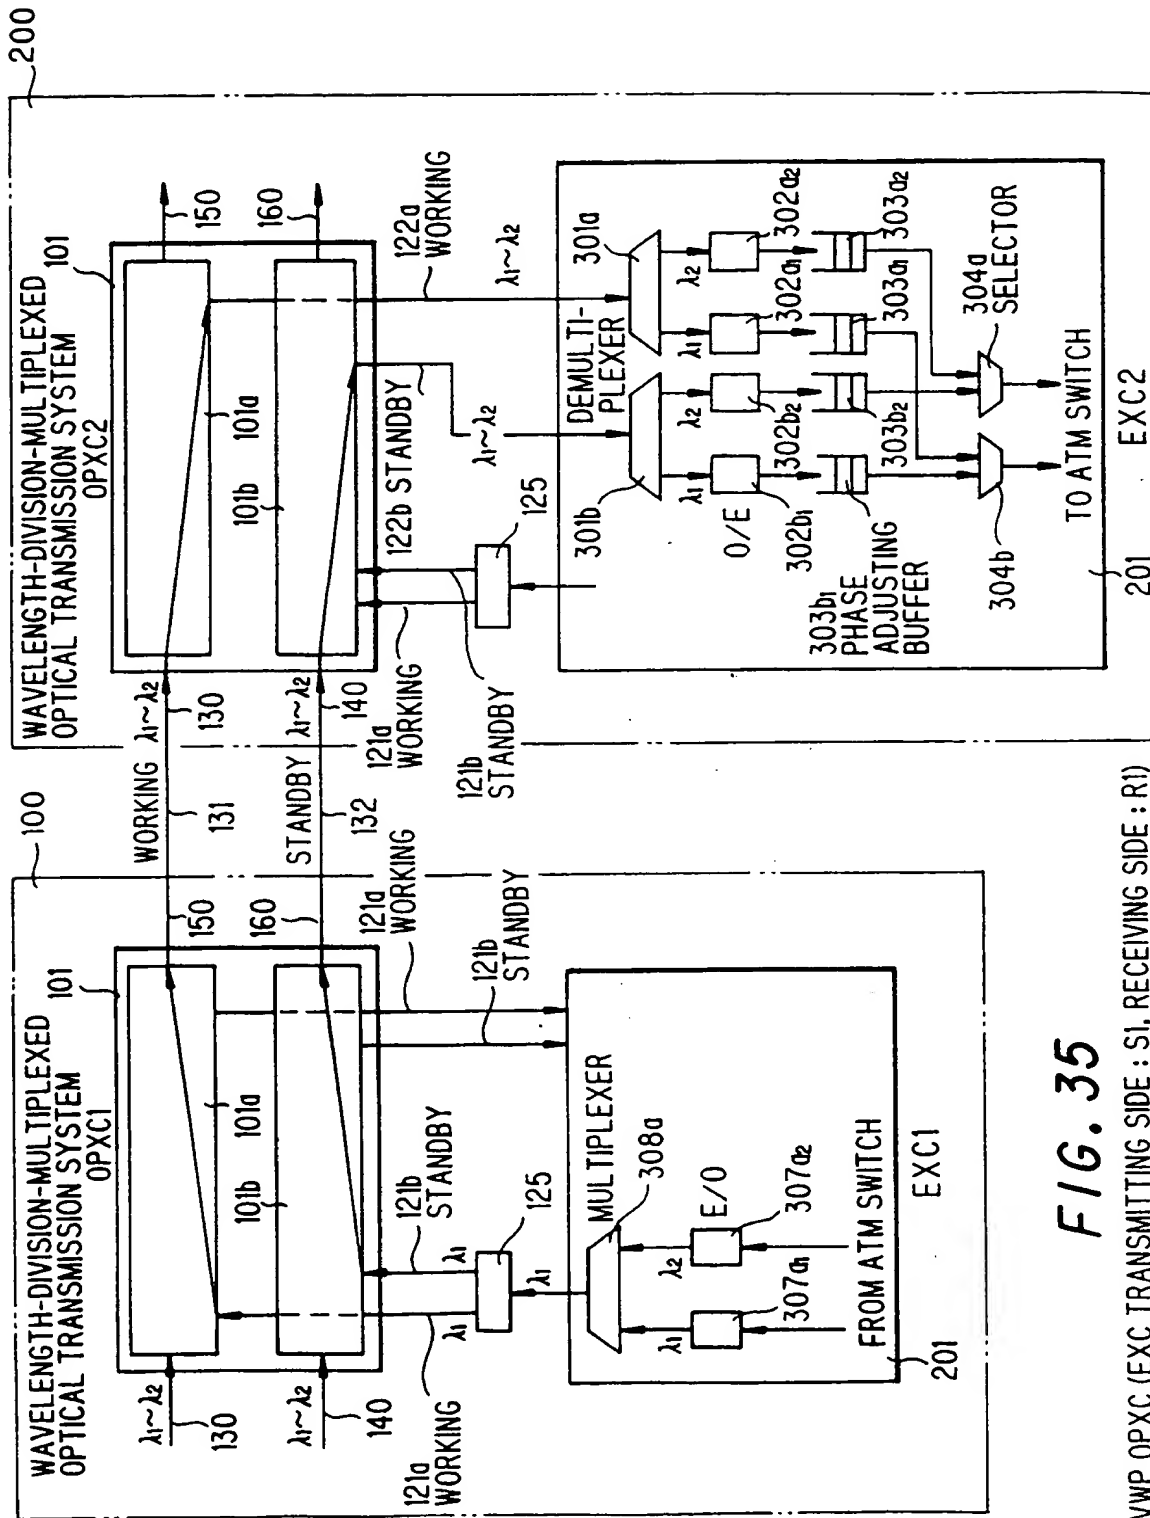 200
100
WAVELENGTH-DIVISION-MULTIPLEXED
OPTICAL TRANSMISSION SYSTEM
OPXC1
101
101a
101b
λ1~λ2
130
λ1~λ2
140
150
160
WORKING
131
STANDBY
132
121a
WORKING
121b
STANDBY
121a
WORKING
121b
STANDBY
λ1
λ1
125
λ1
MULTIPLEXER
308a
λ1
λ2
E/O
307a1
307a2
FROM ATM SWITCH
201
EXC1
WAVELENGTH-DIVISION-MULTIPLEXED
OPTICAL TRANSMISSION SYSTEM
OPXC2
101
101a
101b
λ1~λ2
130
λ1~λ2
140
150
160
121a
WORKING
121b
STANDBY
122b STANDBY
122a
WORKING
λ1~λ2
λ1~λ2
125
DEMULTI-
PLEXER
301b
301a
λ1
λ2
λ1
λ2
O/E
302b1
302b2
302a1
302a2
303b1
PHASE
ADJUSTING
BUFFER
303b2
303a1
303a2
304b
304a
SELECTOR
TO ATM SWITCH
201
EXC2
FIG. 35
VWP OPXC (EXC TRANSMITTING SIDE : S1, RECEIVING SIDE : R1)